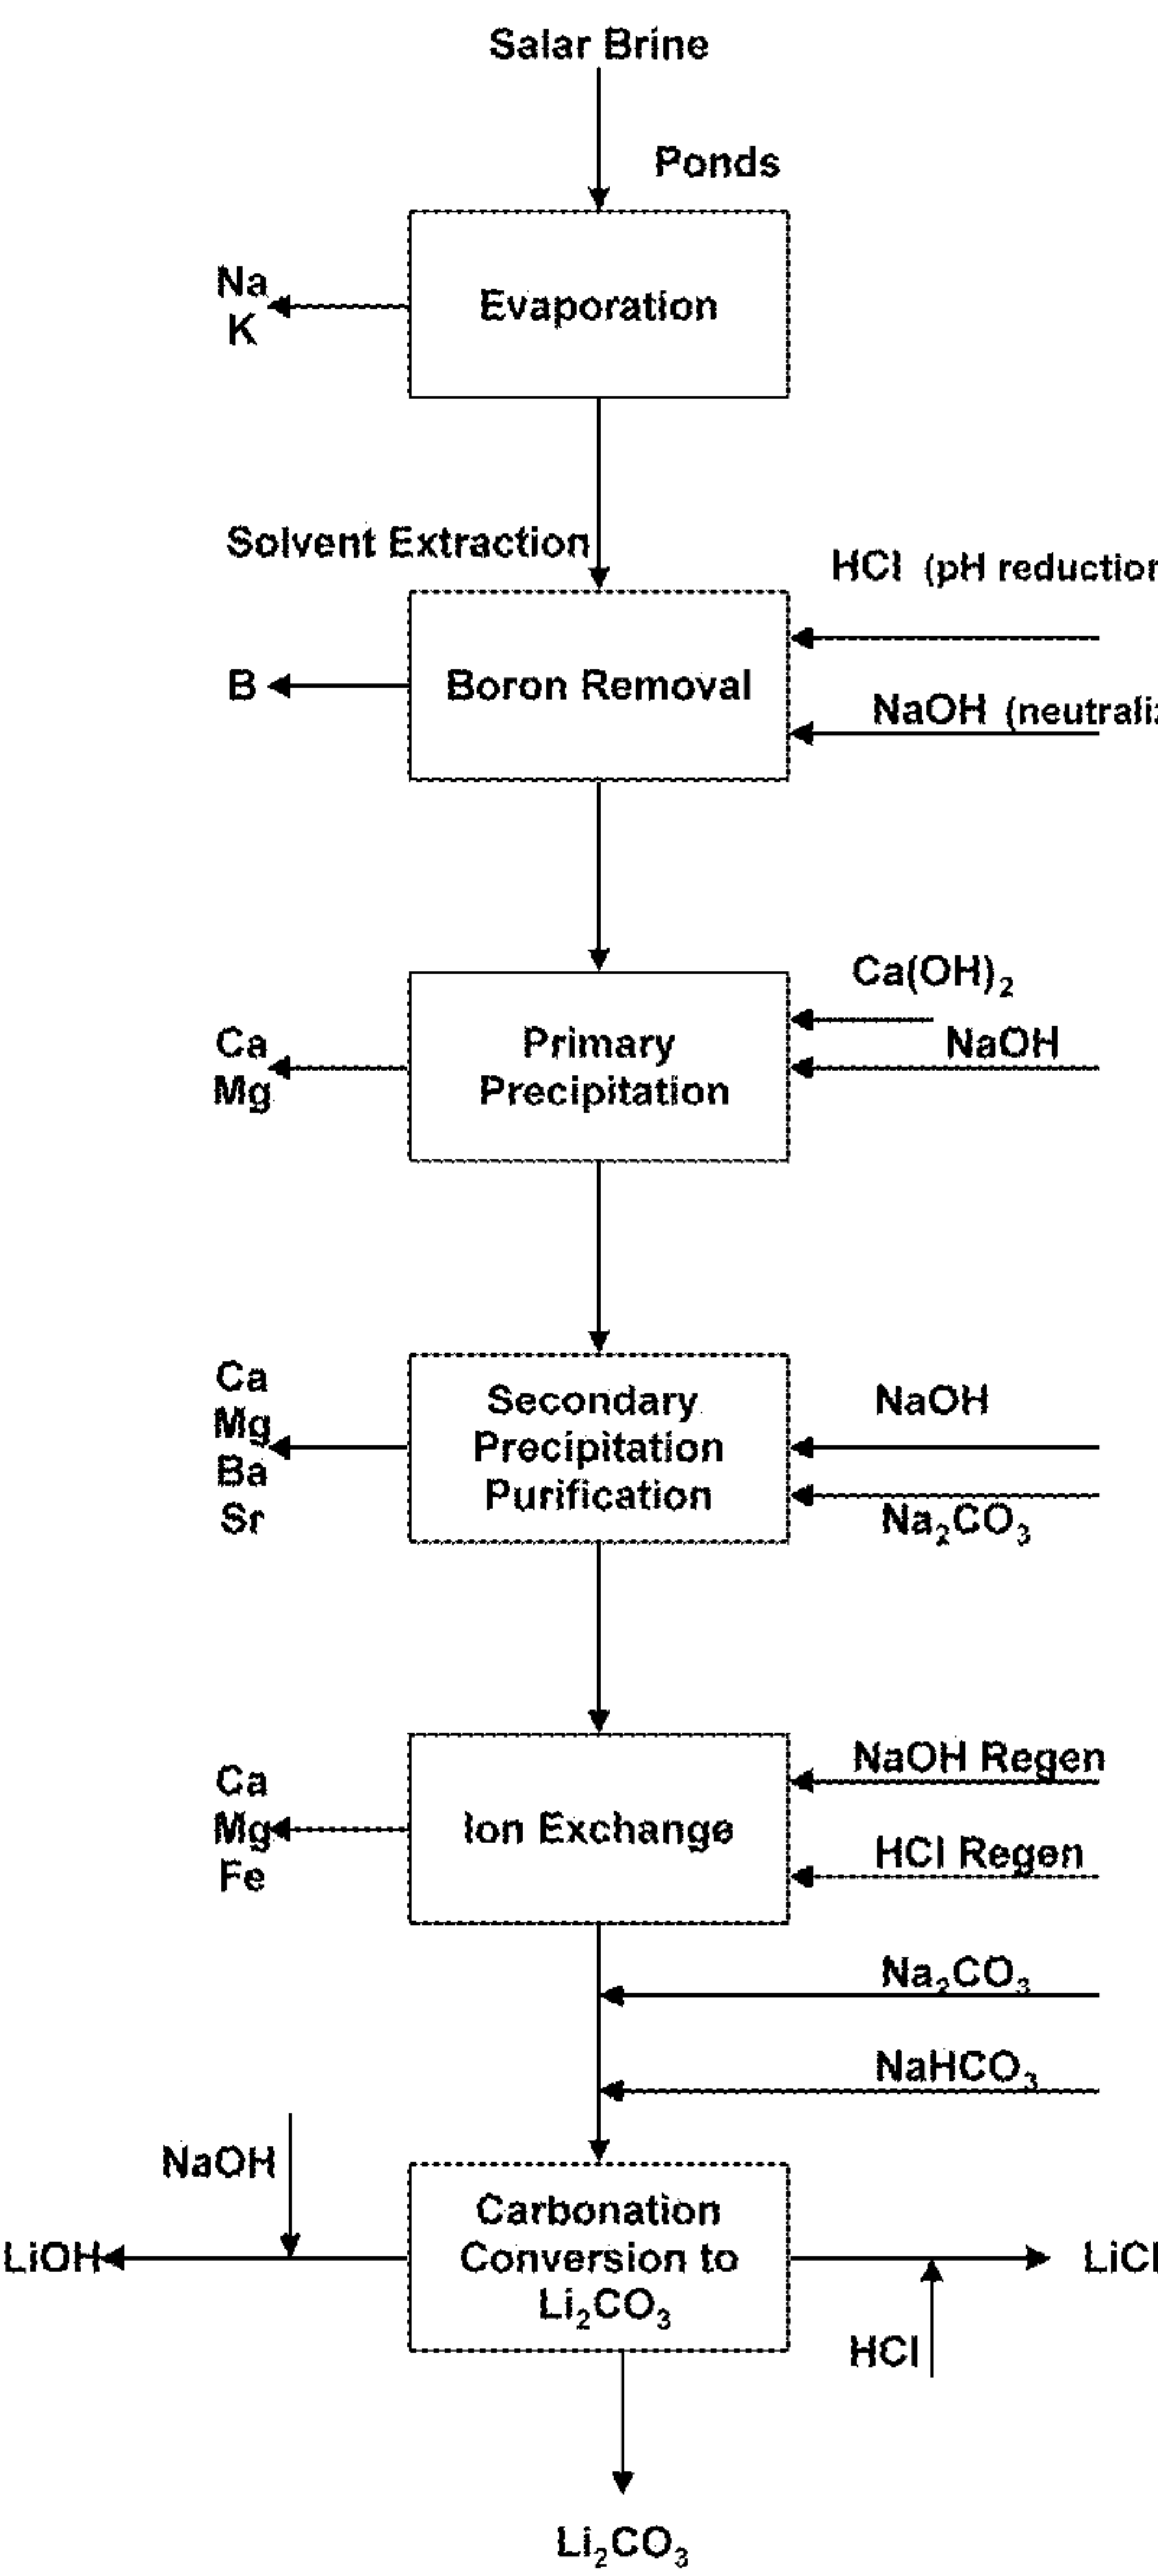 Salar Brine
Ponds
Na
K
Evaporation
Solvent Extraction
HCl (pH reduction
B
Boron Removal
NaOH (neutraliz
Ca(OH)₂
NaOH
Ca
Mg
Primary
Precipitation
Ca
Mg
Ba
Sr
Secondary
Precipitation
Purification
NaOH
Na₂CO₃
Ca
Mg
Fe
Ion Exchange
NaOH Regen
HCl Regen
Na₂CO₃
NaHCO₃
NaOH
LiOH
Carbonation
Conversion to
Li₂CO₃
LiCl
HCl
Li₂CO₃